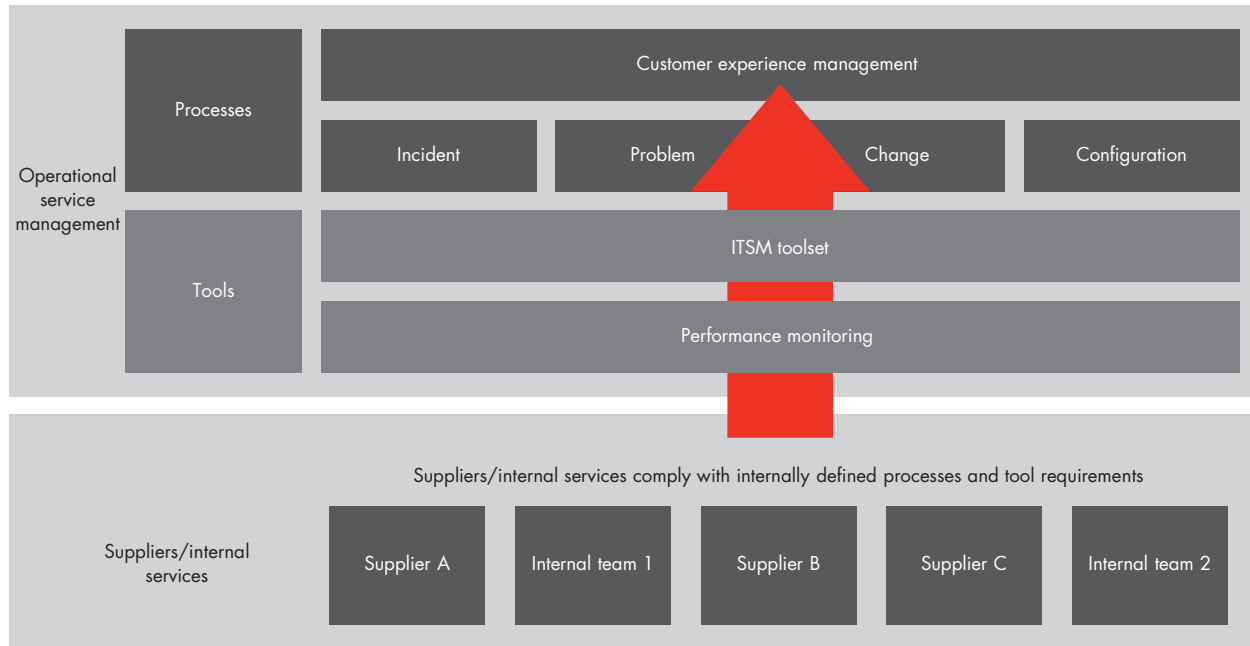 Operational
service
management
Processes
Customer experience management
Incident
Problem
Change
Configuration
Tools
ITSM toolset
Performance monitoring
Suppliers/internal services comply with internally defined processes and tool requirements
Suppliers/internal
services
Supplier A
Internal team 1
Supplier B
Supplier C
Internal team 2